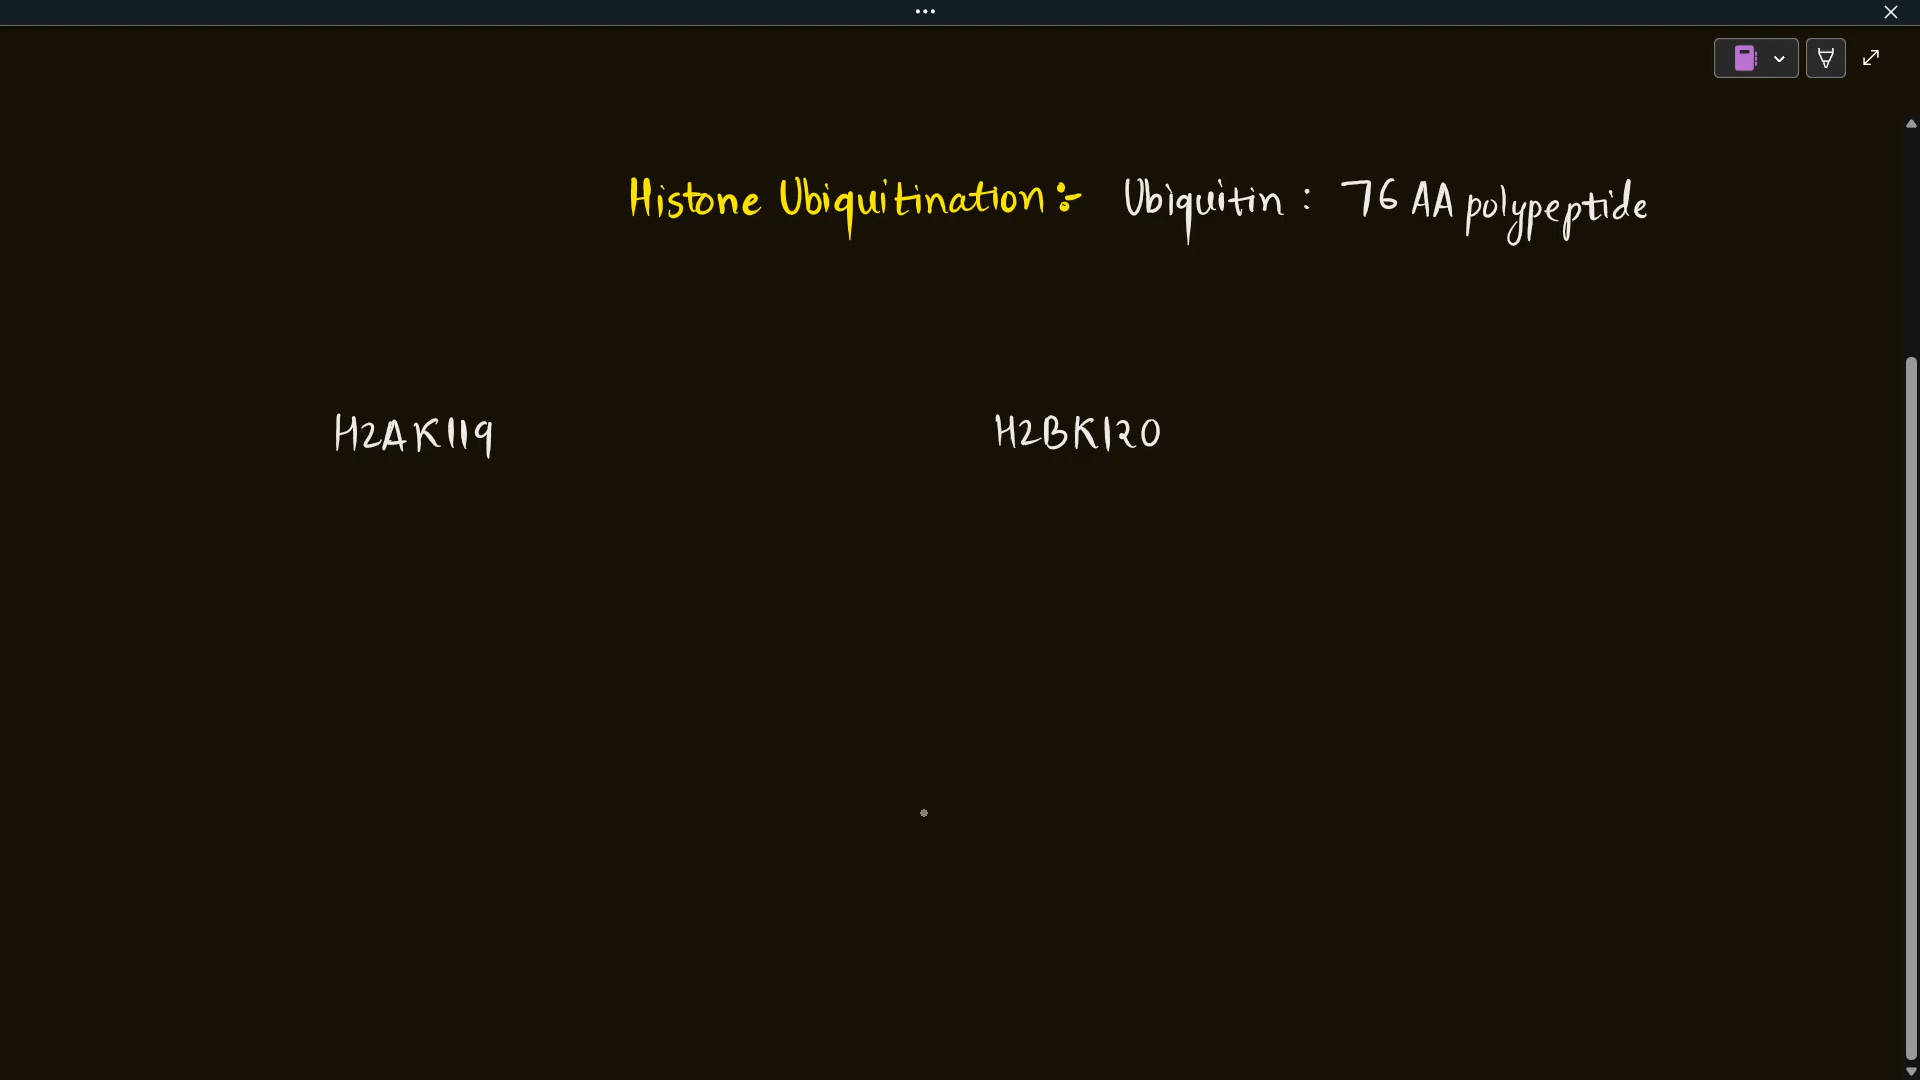 Histone Ubiquitination :- Ubiquitin : 76 AA polypeptide
H2AK119 H2BK120